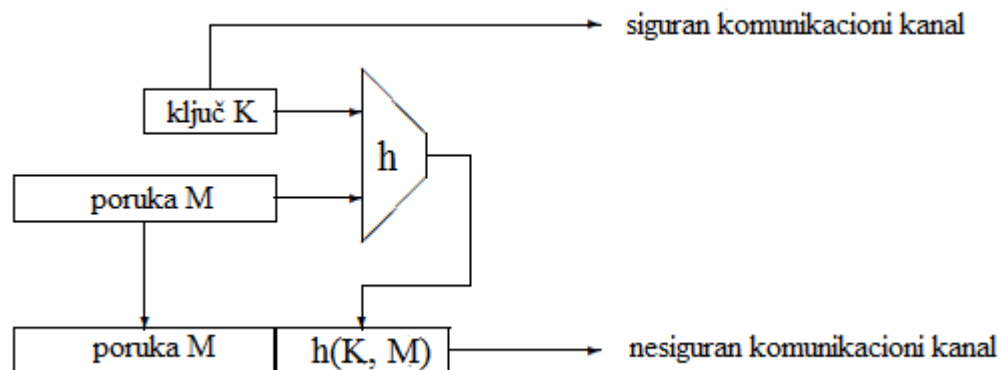 siguran komunikacioni kanal
ključ K
h
poruka M
poruka M
h(K, M)
nesiguran komunikacioni kanal